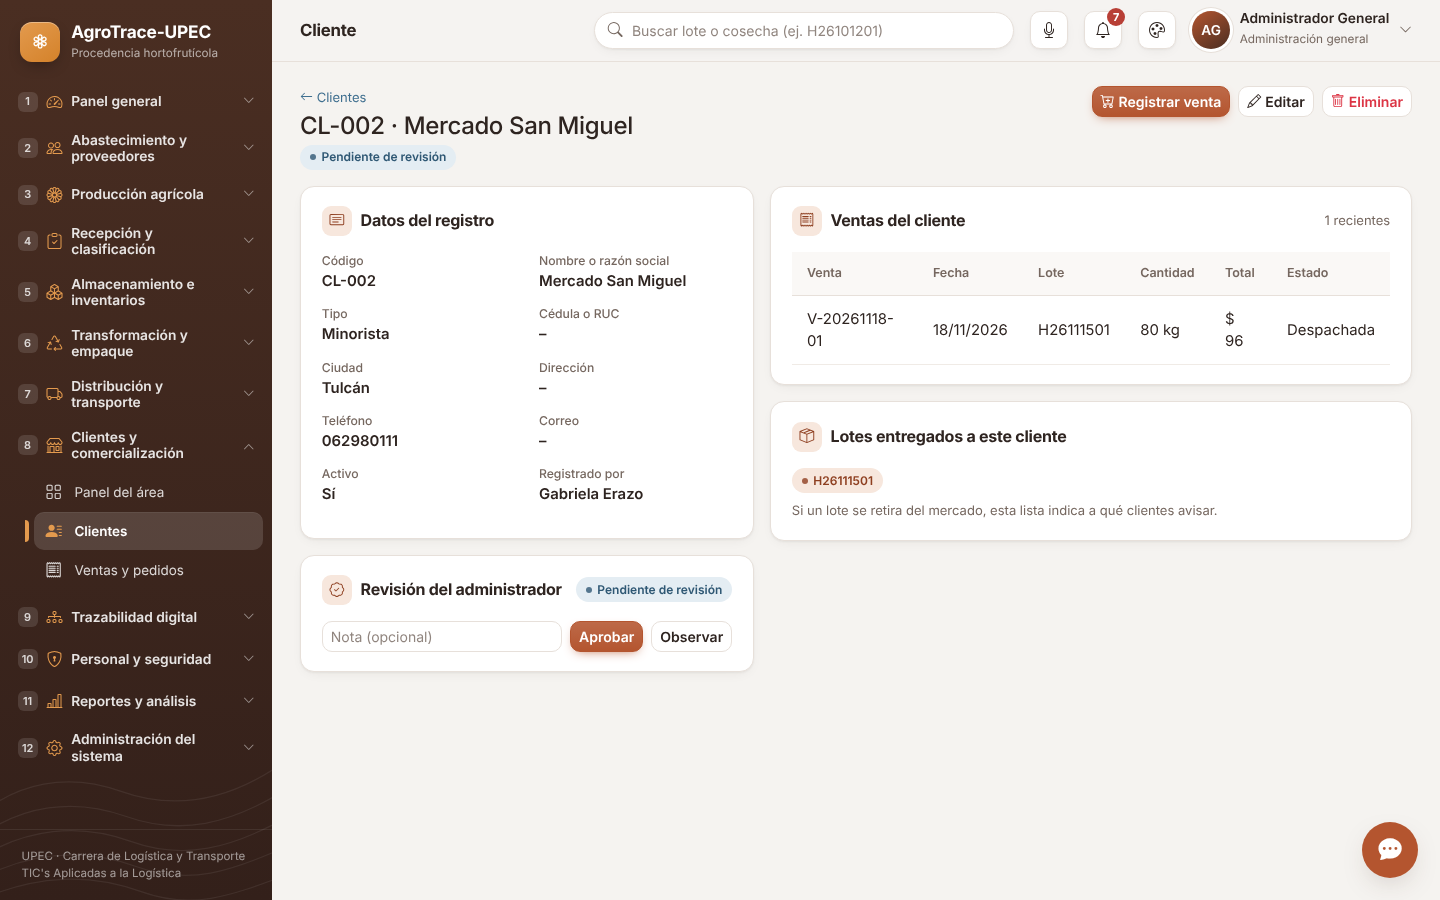 AgroTrace-UPEC
Procedencia hortofrutícola
1 Panel general
2 Abastecimiento y
proveedores
3 Producción agrícola
4 Recepción y
clasificación
5 Almacenamiento e
inventarios
6 Transformación y
empaque
7 Distribución y
transporte
8 Clientes y
comercialización
Panel del área
Clientes
Ventas y pedidos
9 Trazabilidad digital
10 Personal y seguridad
11 Reportes y análisis
12 Administración del
sistema
UPEC · Carrera de Logística y Transporte
TIC's Aplicadas a la Logística
Cliente
Buscar lote o cosecha (ej. H26101201)
7
AG
Administrador General
Administración general
← Clientes
CL-002 · Mercado San Miguel
Pendiente de revisión
Registrar venta
Editar
Eliminar
Datos del registro
Código
CL-002
Nombre o razón social
Mercado San Miguel
Tipo
Minorista
Cédula o RUC
–
Ciudad
Tulcán
Dirección
–
Teléfono
062980111
Correo
–
Activo
Sí
Registrado por
Gabriela Erazo
Revisión del administrador
Pendiente de revisión
Nota (opcional)
Aprobar
Observar
Ventas del cliente
1 recientes
Venta Fecha Lote Cantidad Total Estado
V-20261118-
01
18/11/2026
H26111501
80 kg
$
96
Despachada
Lotes entregados a este cliente
H26111501
Si un lote se retira del mercado, esta lista indica a qué clientes avisar.